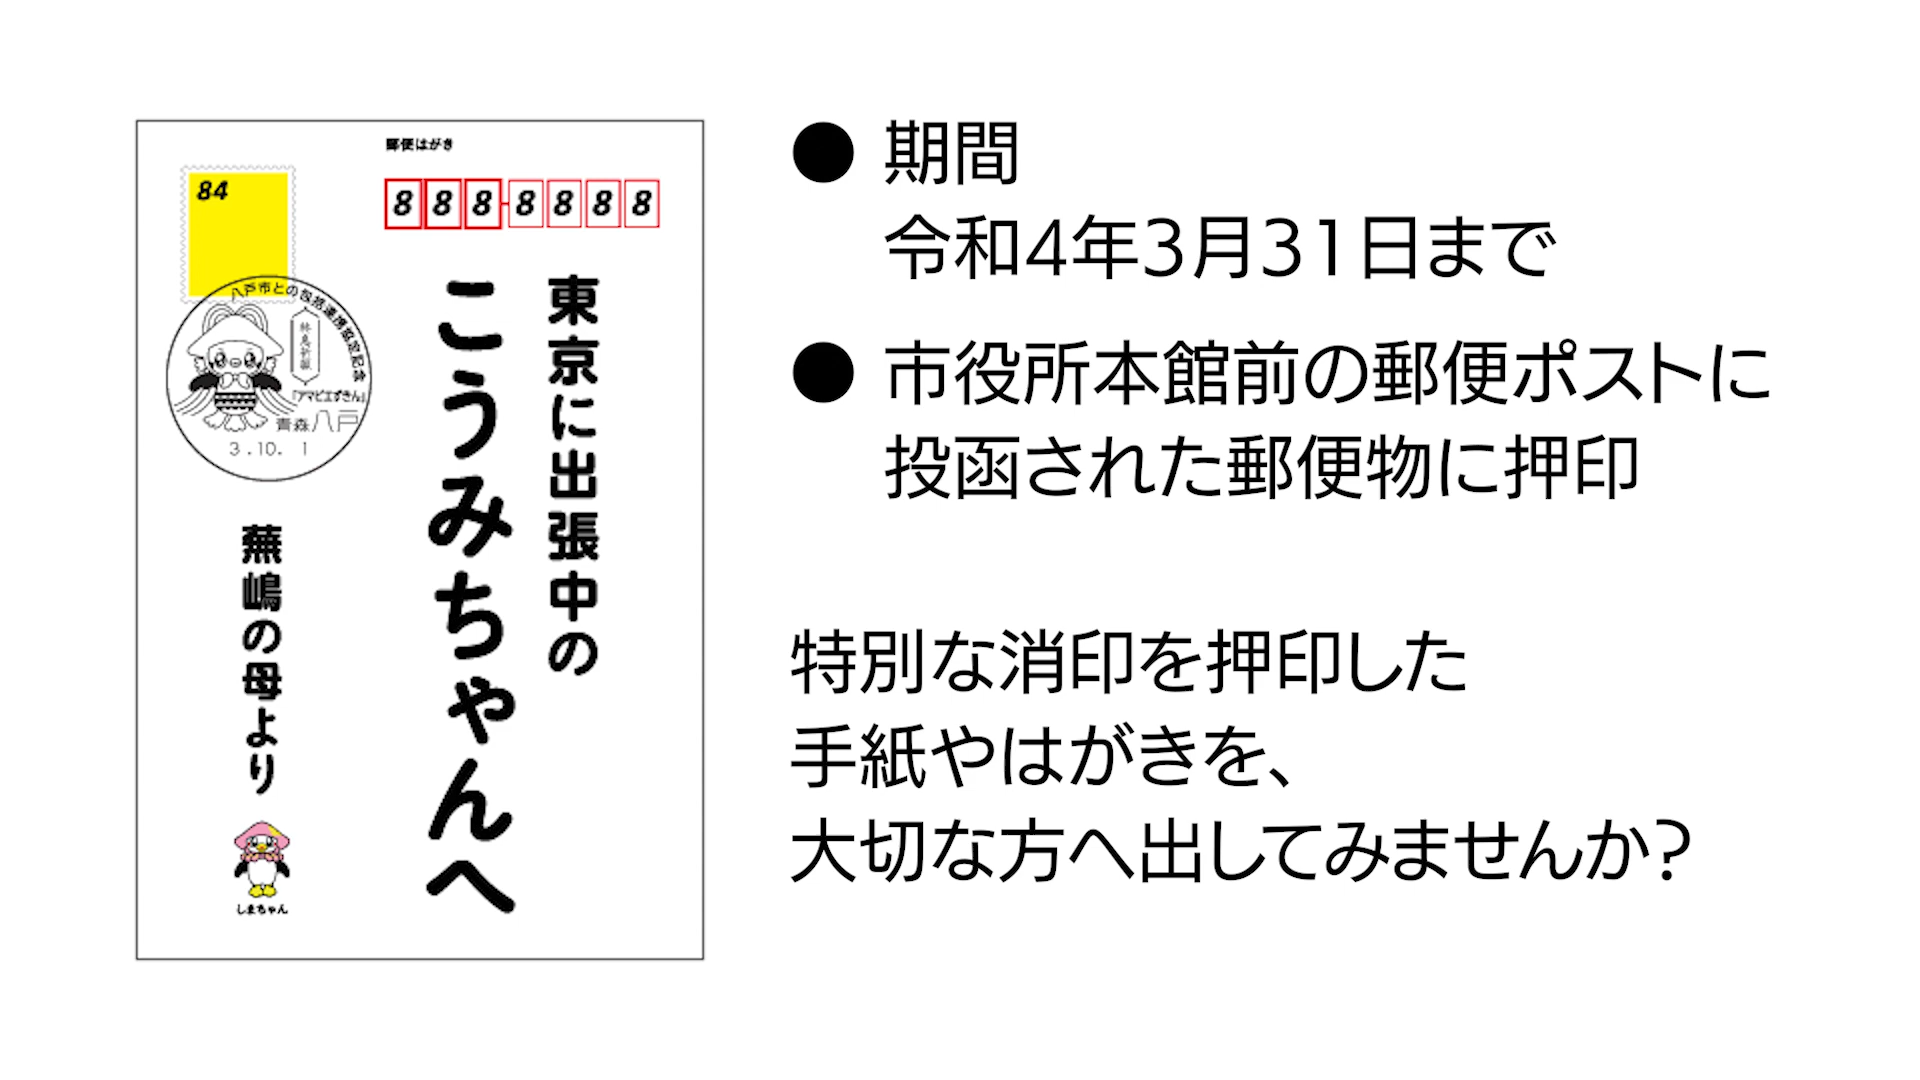 郵便はがき
84
888-8888
東京に出張中の
こうみちゃんへ
八戸市との包括連携協定記念
終息祈願
「アマビエずきん」
青森八戸
3.10. 1
蕪嶋の母より
しまちゃん
● 期間
令和4年3月31日まで
● 市役所本館前の郵便ポストに
投函された郵便物に押印
特別な消印を押印した
手紙やはがきを、
大切な方へ出してみませんか?